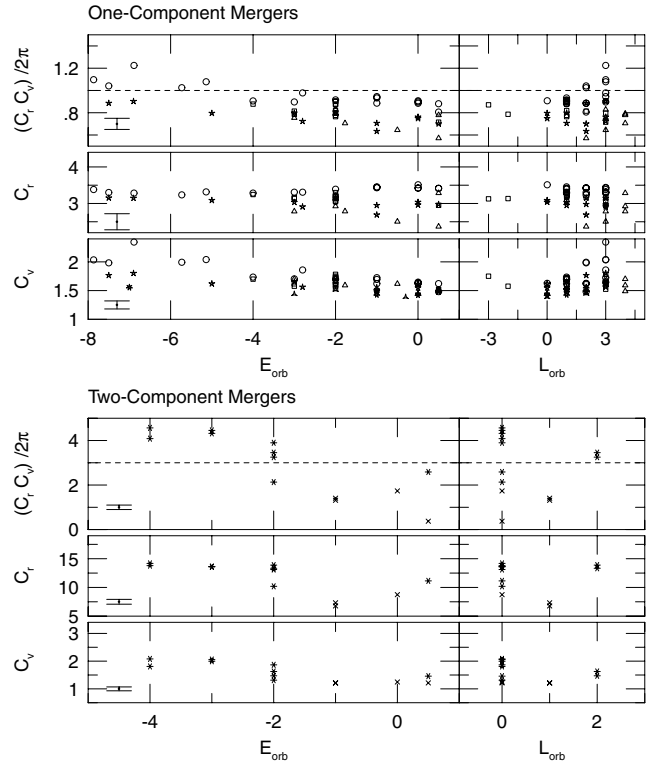 One-Component Mergers
(C_r C_v) /2π
1.2
1
.8
C_r
4
3
2
C_v
2
1.5
1
-8 -6 -4 -2 0 -3 0 3
E_orb L_orb
Two-Component Mergers
(C_r C_v) /2π
4
2
0
C_r
15
10
5
C_v
3
2
1
-4 -2 0 0 2
E_orb L_orb